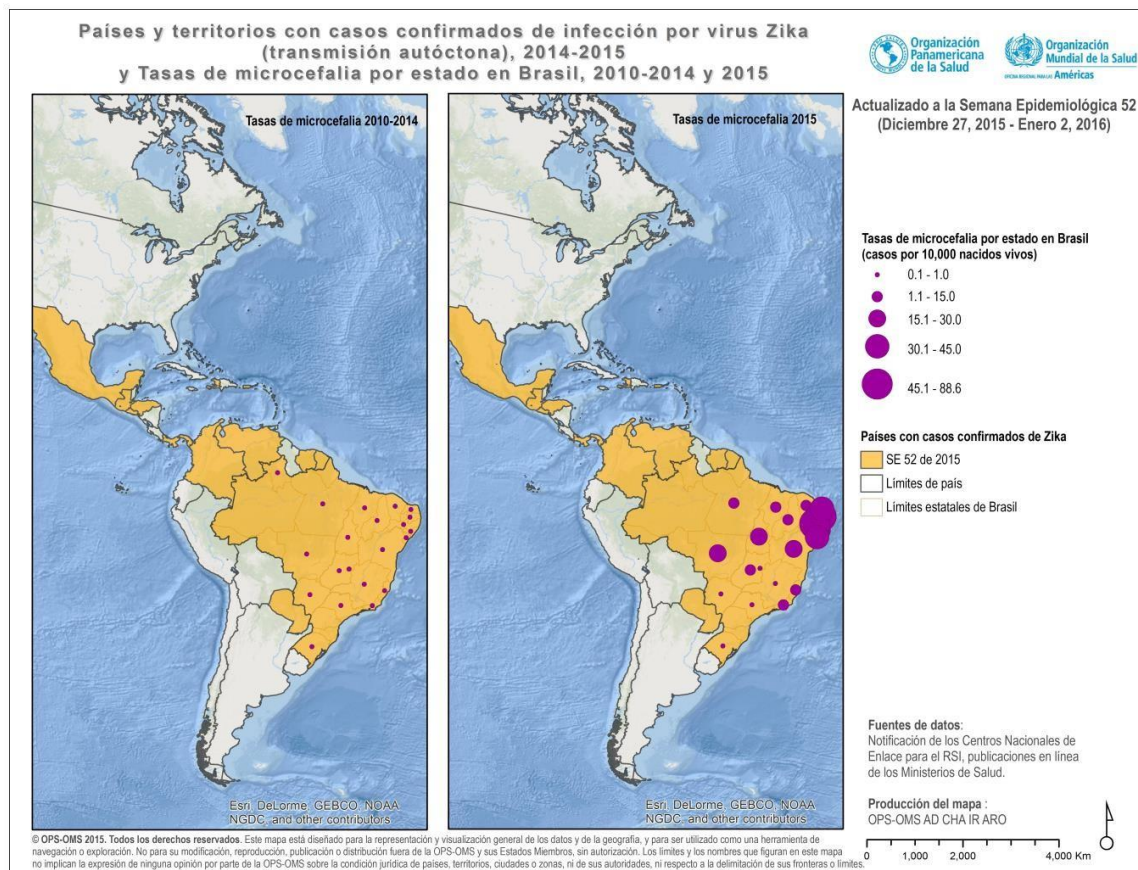 Países y territorios con casos confirmados de infección por virus Zika
(transmisión autóctona), 2014-2015
y Tasas de microcefalia por estado en Brasil, 2010-2014 y 2015
Organización
Panamericana
de la Salud
Organización
Mundial de la Salud
OFICINA REGIONAL PARA LAS Américas
Actualizado a la Semana Epidemiológica 52
(Diciembre 27, 2015 - Enero 2, 2016)
Tasas de microcefalia 2010-2014
Esri, DeLorme, GEBCO, NOAA
NGDC, and other contributors
Tasas de microcefalia 2015
Esri, DeLorme, GEBCO, NOAA
NGDC, and other contributors
Tasas de microcefalia por estado en Brasil
(casos por 10,000 nacidos vivos)
0.1 - 1.0
1.1 - 15.0
15.1 - 30.0
30.1 - 45.0
45.1 - 88.6
Países con casos confirmados de Zika
SE 52 de 2015
Límites de país
Límites estatales de Brasil
Fuentes de datos:
Notificación de los Centros Nacionales de
Enlace para el RSI, publicaciones en línea
de los Ministerios de Salud.
Producción del mapa :
OPS-OMS AD CHA IR ARO
0 1,000 2,000 4,000 Km
© OPS-OMS 2015. Todos los derechos reservados. Este mapa está diseñado para la representación y visualización general de los datos y de la geografía, y para ser utilizado como una herramienta de
navegación o exploración. No para su modificación, reproducción, publicación o distribución fuera de la OPS-OMS y sus Estados Miembros, sin autorización. Los límites y los nombres que figuran en este mapa
no implican la expresión de ninguna opinión por parte de la OPS-OMS sobre la condición jurídica de países, territorios, ciudades o zonas, ni de sus autoridades, ni respecto a la delimitación de sus fronteras o límites.